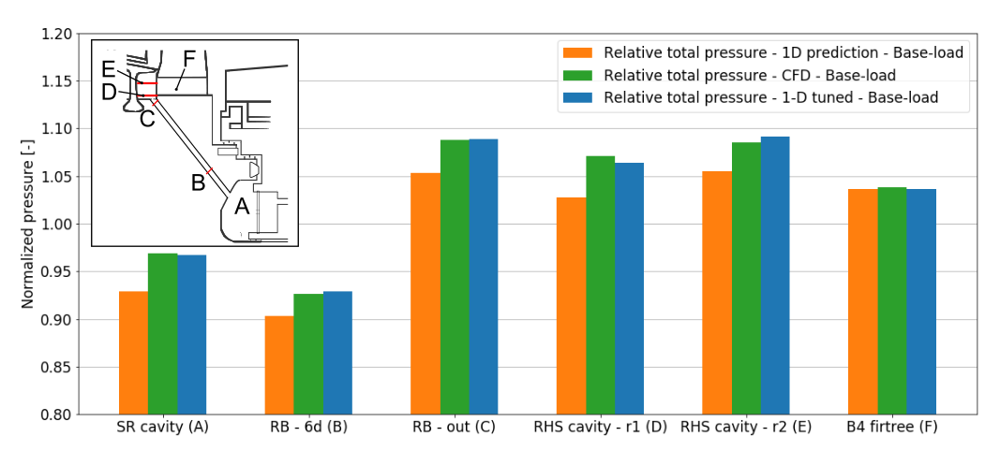 1.20
1.15
1.10
1.05
1.00
0.95
0.90
0.85
0.80
Normalized pressure [-]
E
F
D
C
B
A
Relative total pressure - 1D prediction - Base-load
Relative total pressure - CFD - Base-load
Relative total pressure - 1-D tuned - Base-load
SR cavity (A)
RB - 6d (B)
RB - out (C)
RHS cavity - r1 (D)
RHS cavity - r2 (E)
B4 firtree (F)